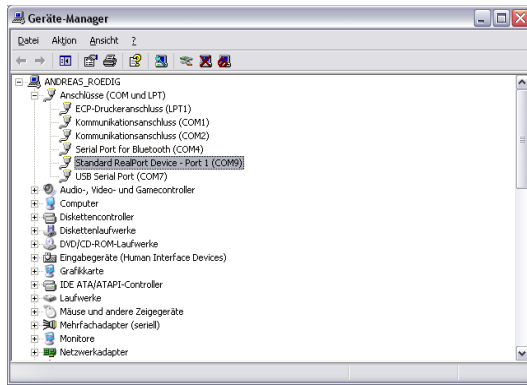 Geräte-Manager
Datei Aktion Ansicht ?
ANDREAS_ROEDIG
Anschlüsse (COM und LPT)
ECP-Druckeranschluss (LPT1)
Kommunikationsanschluss (COM1)
Kommunikationsanschluss (COM2)
Serial Port for Bluetooth (COM4)
Standard RealPort Device - Port 1 (COM9)
USB Serial Port (COM7)
Audio-, Video- und Gamecontroller
Computer
Diskettencontroller
Diskettenlaufwerke
DVD/CD-ROM-Laufwerke
Eingabegeräte (Human Interface Devices)
Grafikkarte
IDE ATA/ATAPI-Controller
Laufwerke
Mäuse und andere Zeigegeräte
Mehrfachadapter (seriell)
Monitore
Netzwerkadapter